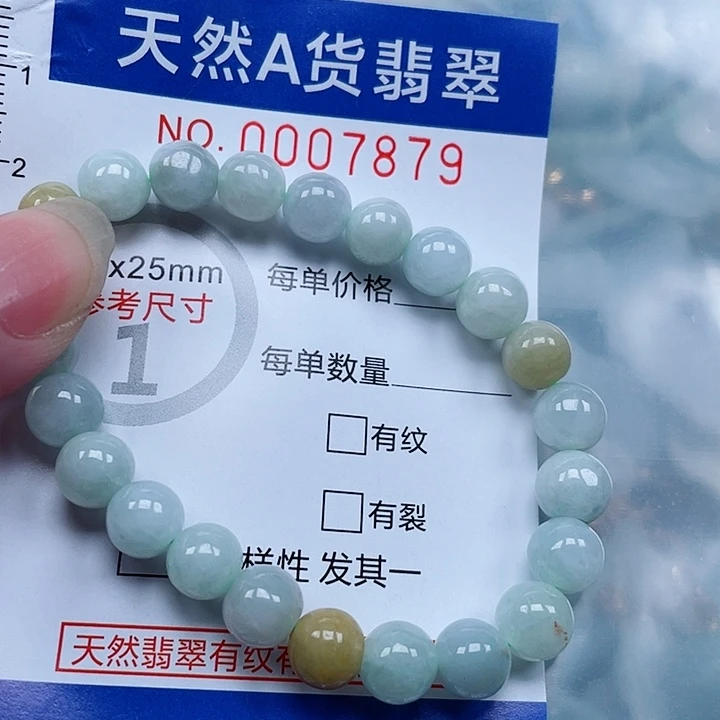 天然A货翡翠
NO.0007879
1
2
x25mm
参考尺寸
1
每单价格
每单数量
有纹
有裂
样性 发其一
天然翡翠有纹有